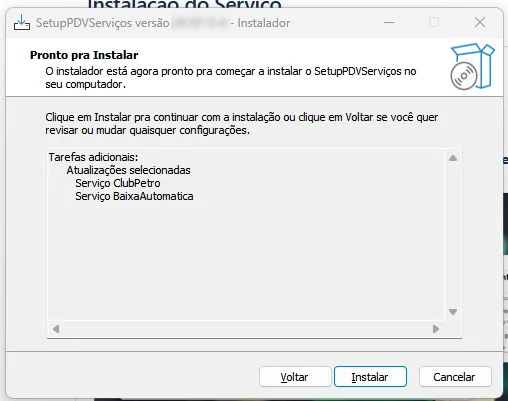 Instalação do Serviço
SetupPDVServiços versão - Instalador
Pronto pra Instalar
O instalador está agora pronto pra começar a instalar o SetupPDVServiços no
seu computador.
Clique em Instalar pra continuar com a instalação ou clique em Voltar se você quer
revisar ou mudar quaisquer configurações.
Tarefas adicionais:
Atualizações selecionadas
Serviço ClubPetro
Serviço BaixaAutomatica
Voltar
Instalar
Cancelar